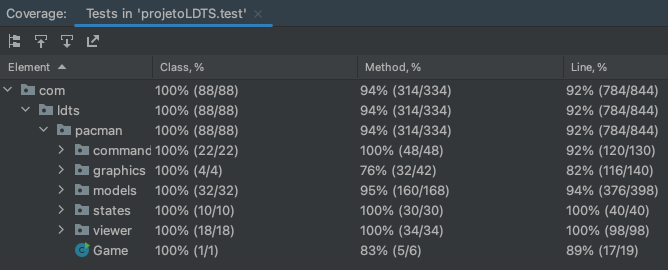 Coverage: Tests in 'projetoLDTS.test' ×
Element Class, % Method, % Line, %
com 100% (88/88) 94% (314/334) 92% (784/844)
ldts 100% (88/88) 94% (314/334) 92% (784/844)
pacman 100% (88/88) 94% (314/334) 92% (784/844)
command 100% (22/22) 100% (48/48) 92% (120/130)
graphics 100% (4/4) 76% (32/42) 82% (116/140)
models 100% (32/32) 95% (160/168) 94% (376/398)
states 100% (10/10) 100% (30/30) 100% (40/40)
viewer 100% (18/18) 100% (34/34) 100% (98/98)
C Game 100% (1/1) 83% (5/6) 89% (17/19)